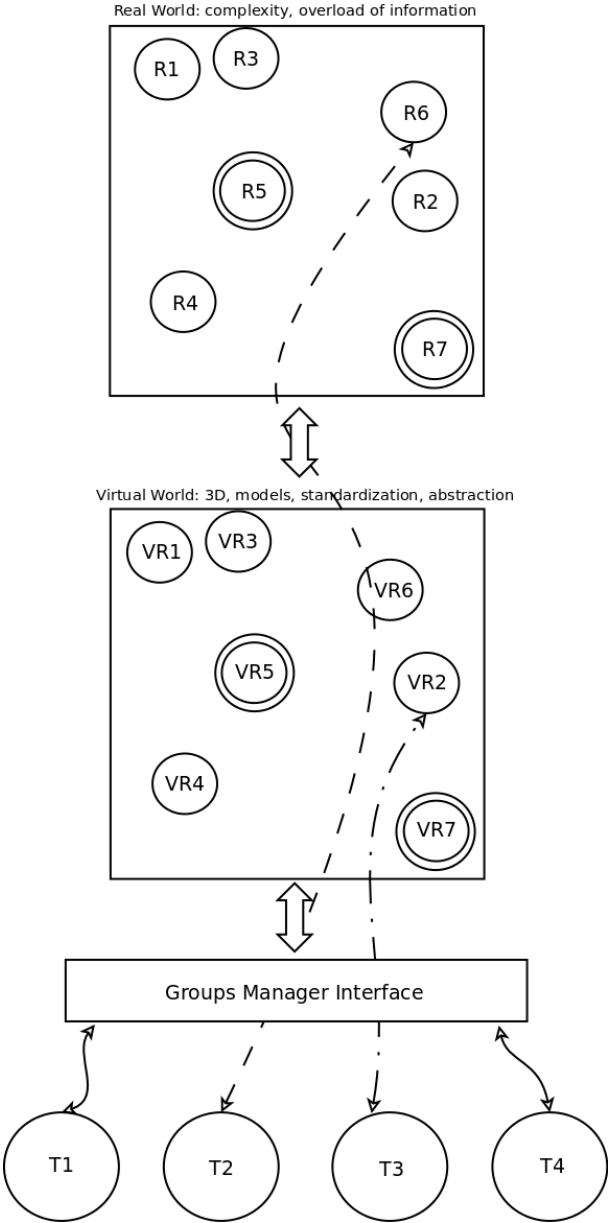 Real World: complexity, overload of information
R1
R3
R6
R5
R2
R4
R7
Virtual World: 3D, models, standardization, abstraction
VR1
VR3
VR6
VR5
VR2
VR4
VR7
Groups Manager Interface
T1
T2
T3
T4